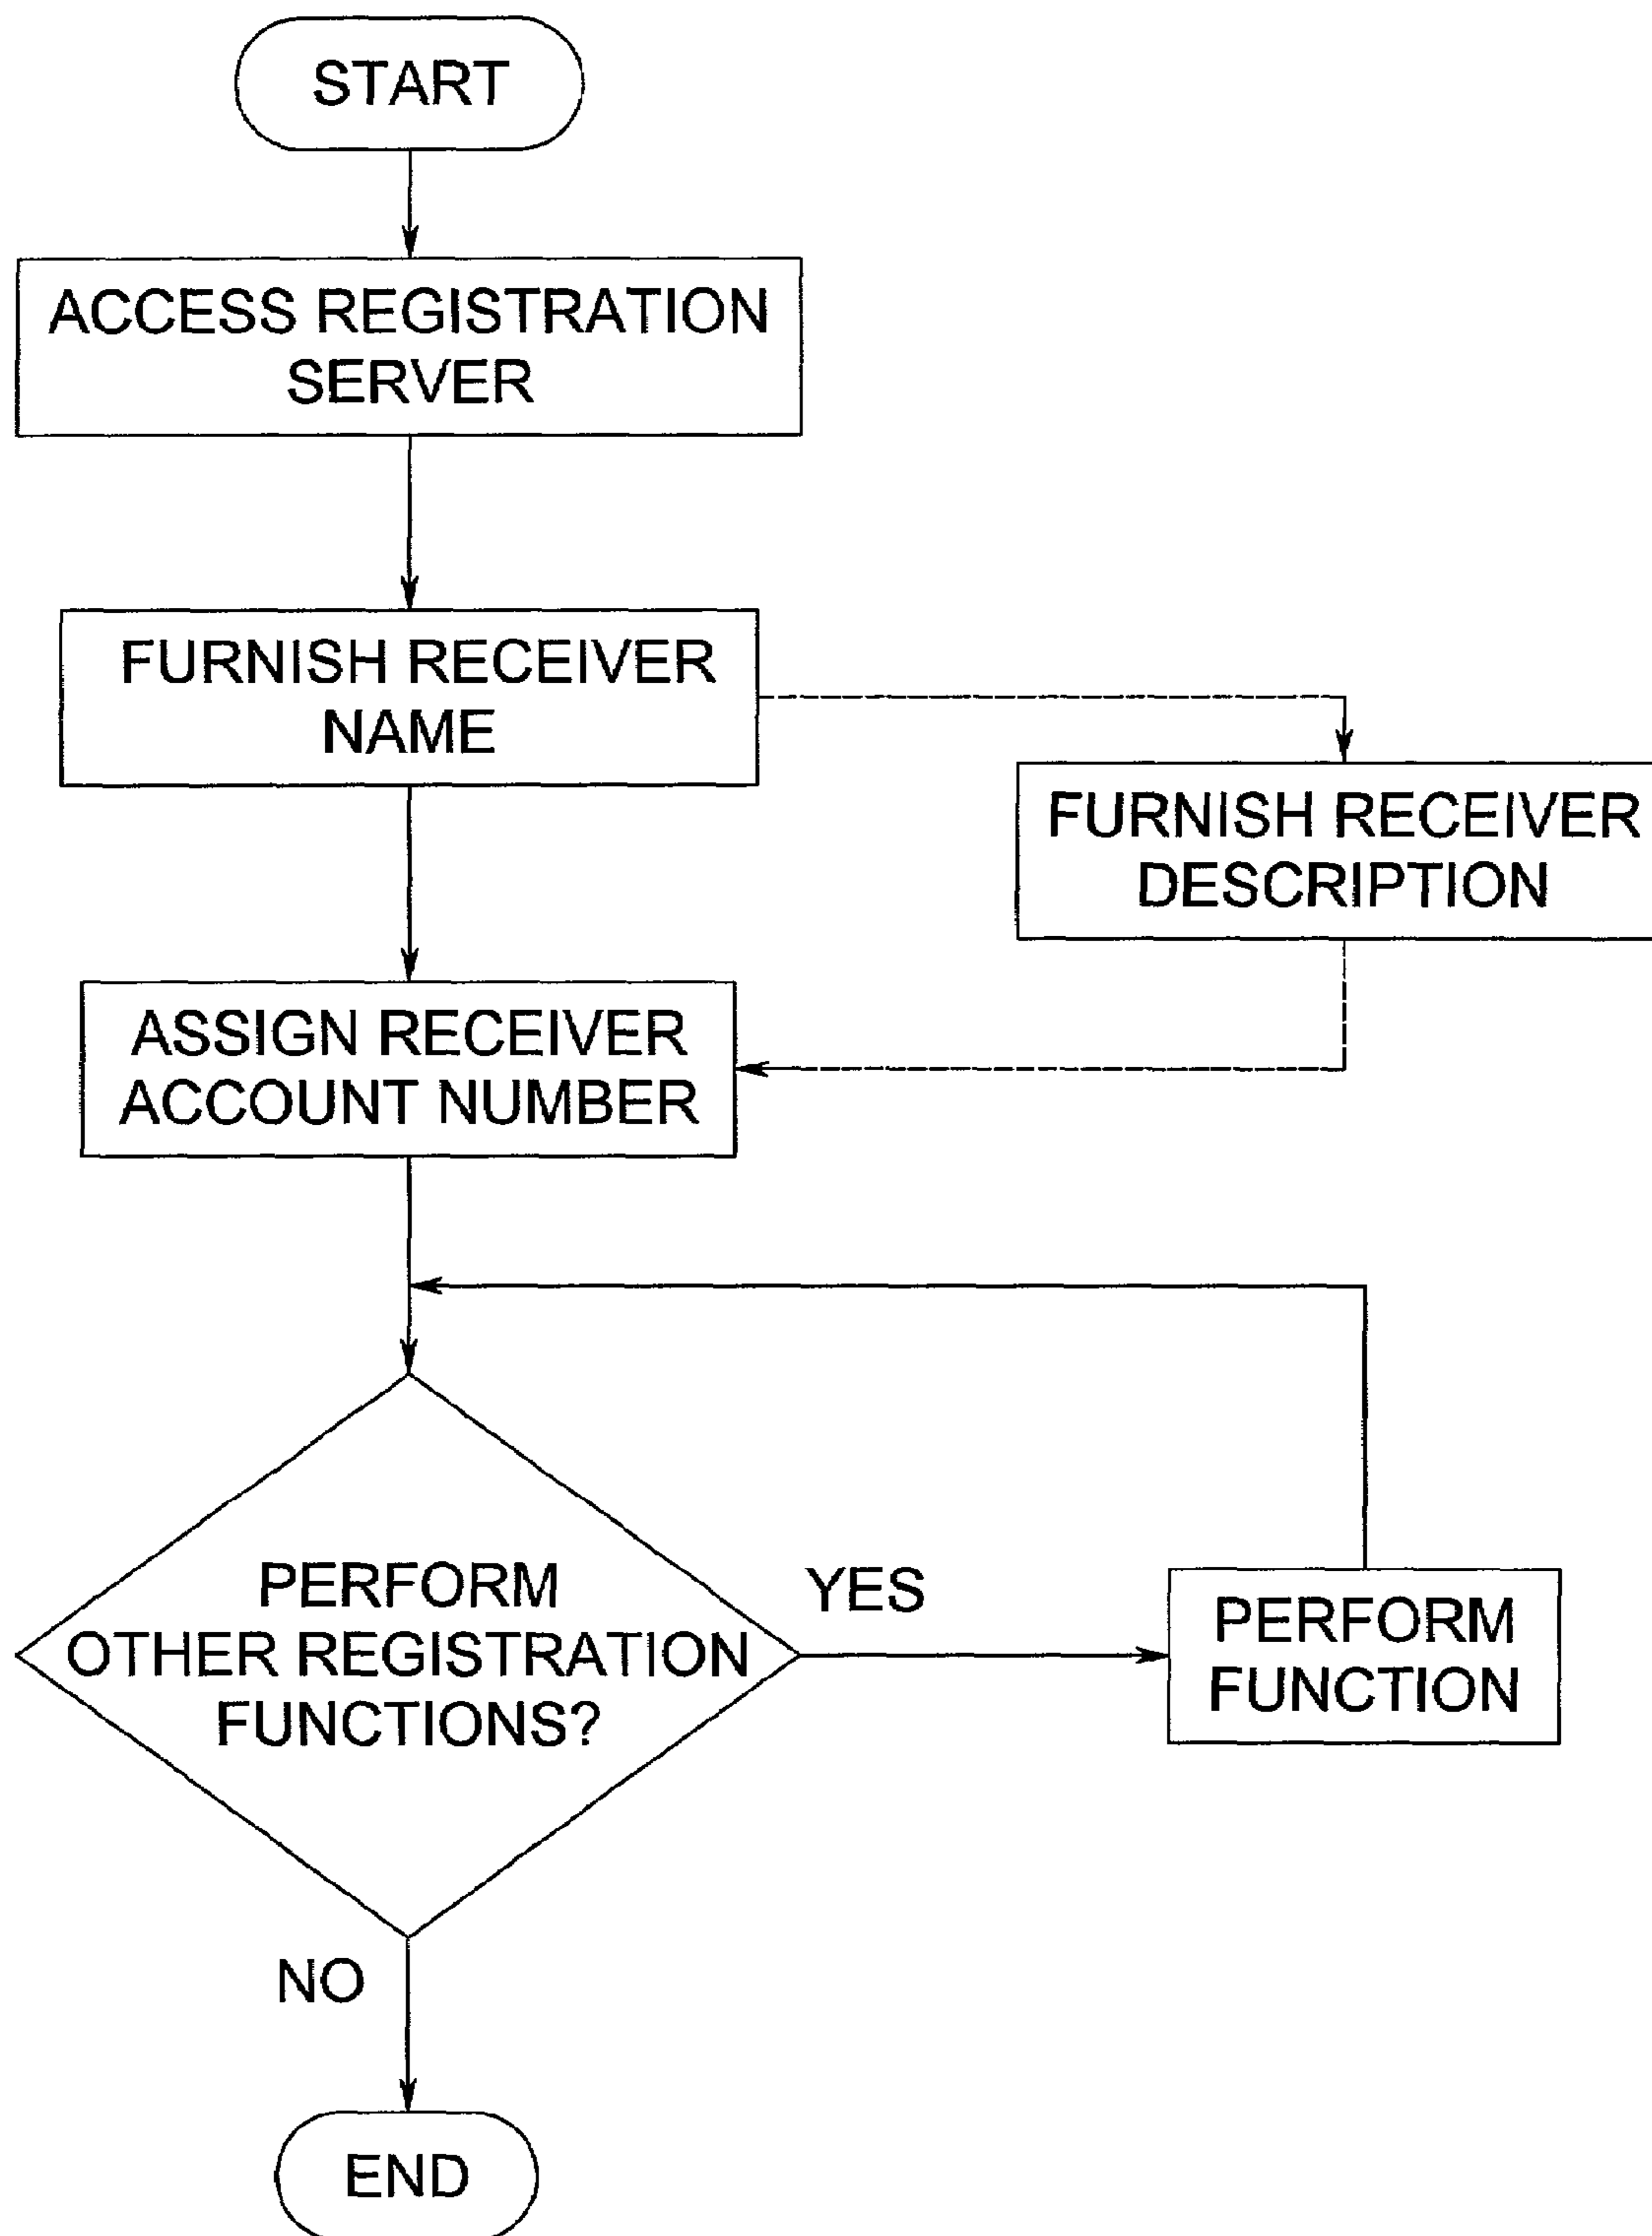 START
ACCESS REGISTRATION
SERVER
FURNISH RECEIVER
NAME
FURNISH RECEIVER
DESCRIPTION
ASSIGN RECEIVER
ACCOUNT NUMBER
PERFORM
OTHER REGISTRATION
FUNCTIONS?
YES
PERFORM
FUNCTION
NO
END